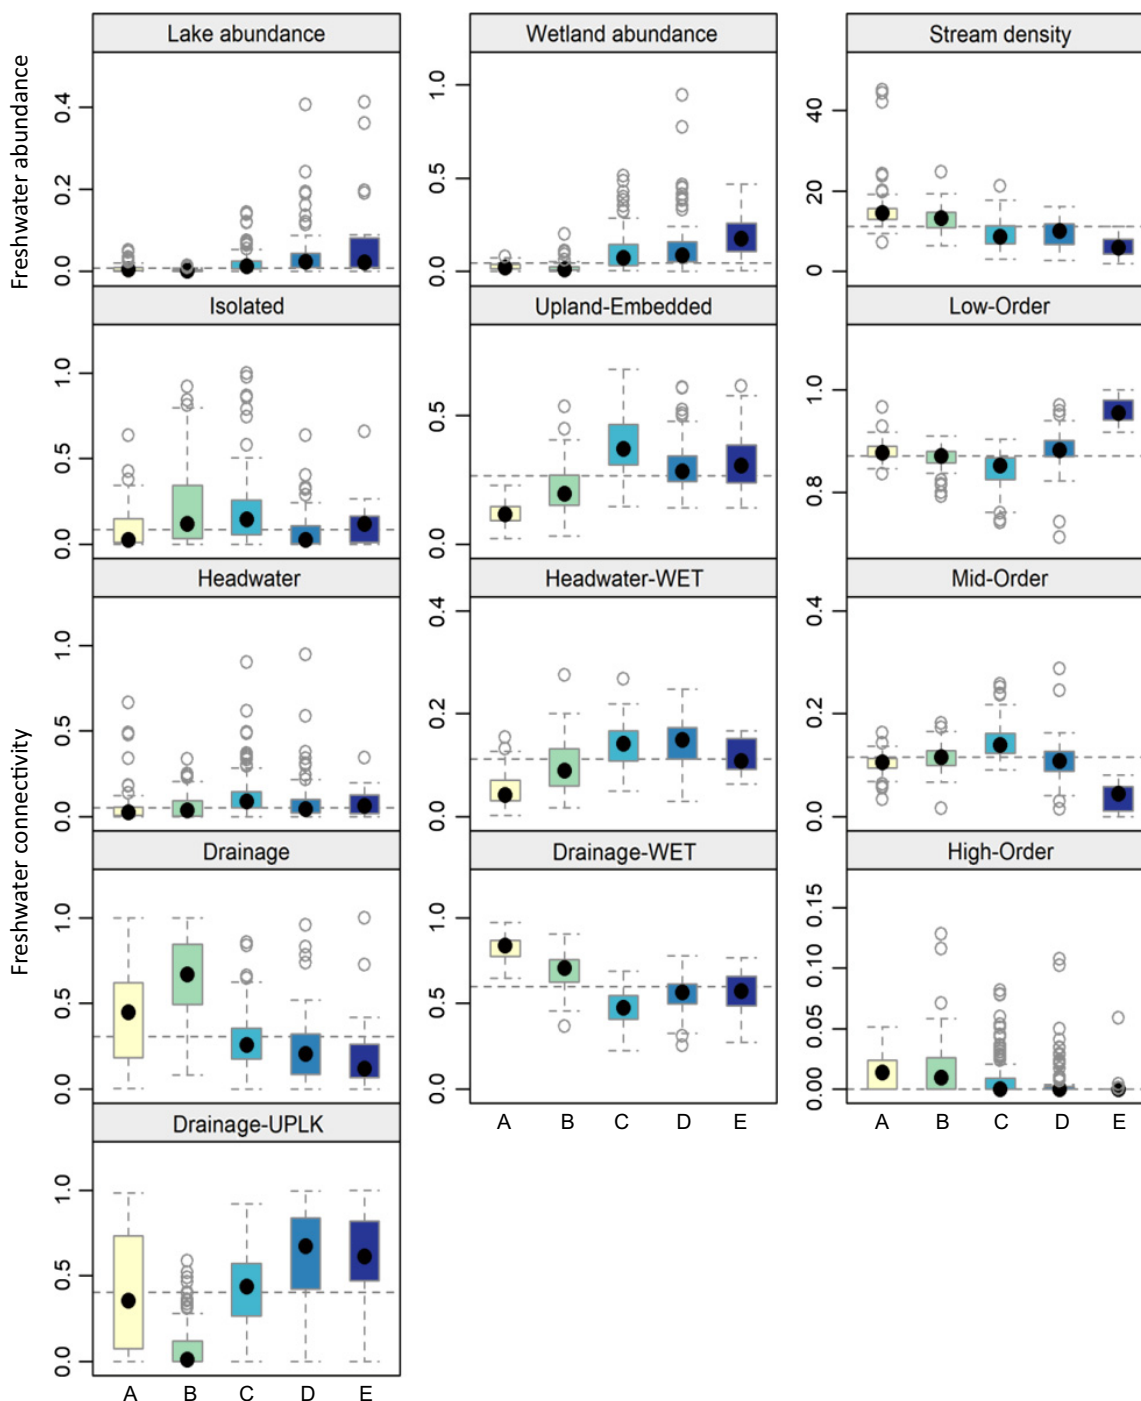 Lake abundance Wetland abundance Stream density
Freshwater abundance
0.4 1.0 40
0.2 0.5 20
0.0 0.0 0
Isolated Upland-Embedded Low-Order
1.0 0.5 1.0
0.5 0.0 0.8
0.0
Headwater Headwater-WET Mid-Order
Freshwater connectivity
1.0 0.4 0.4
0.5 0.2 0.2
0.0 0.0 0.0
Drainage Drainage-WET High-Order
1.0 1.0 0.15
0.5 0.5 0.10
0.0 0.0 0.05
0.00
A B C D E A B C D E
Drainage-UPLK
1.0
0.5
0.0
A B C D E